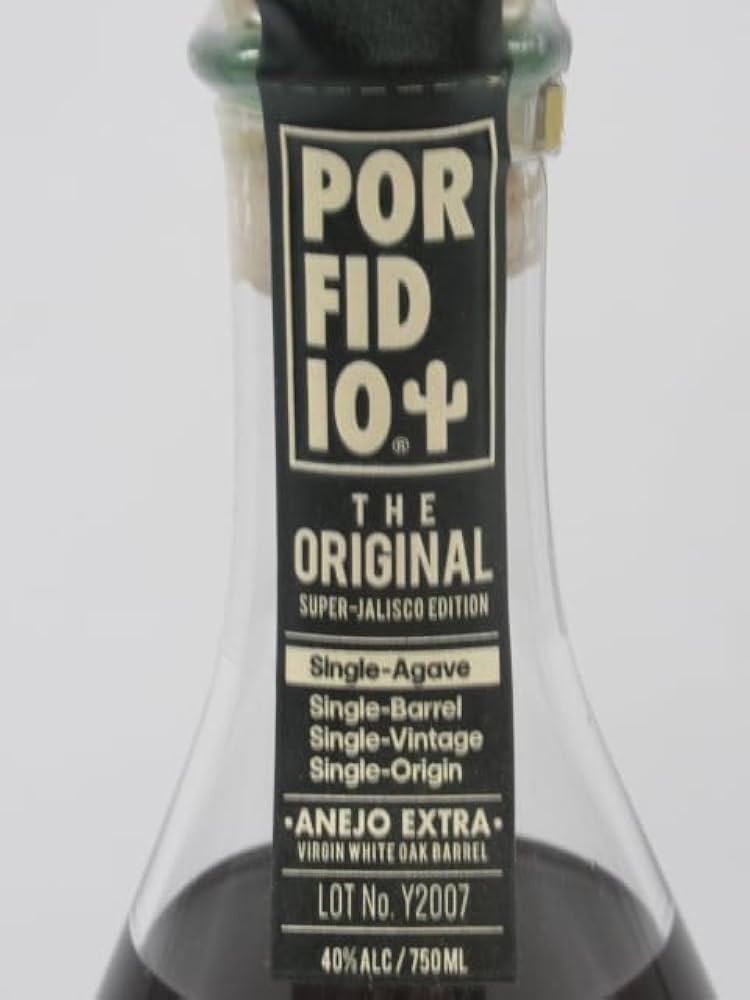 POR
FID
IO®
THE
ORIGINAL
SUPER-JALISCO EDITION
Single-Agave
Single-Barrel
Single-Vintage
Single-Origin
·ANEJO EXTRA·
VIRGIN WHITE OAK BARREL
LOT No. Y2007
40% ALC / 750 ML